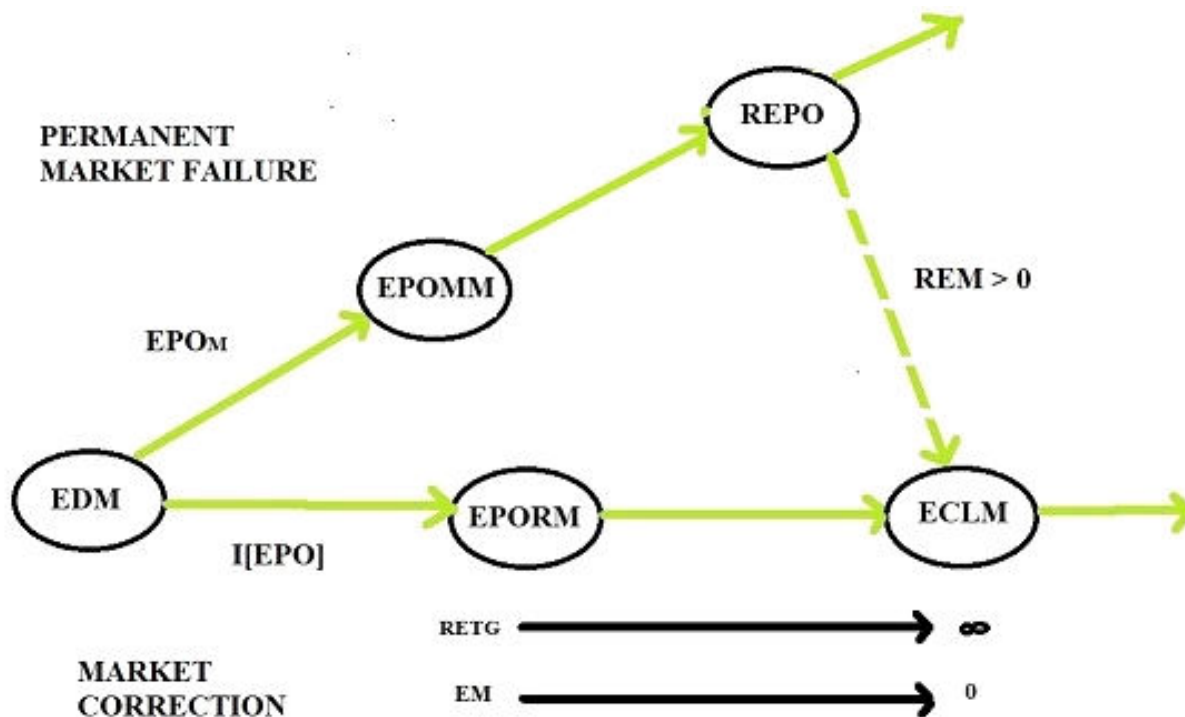 REPO
PERMANENT
MARKET FAILURE
EPOMM
REM > 0
EPOM
EDM
EPORM
ECLM
I[EPO]
RETG ∞
MARKET
CORRECTION
EM 0